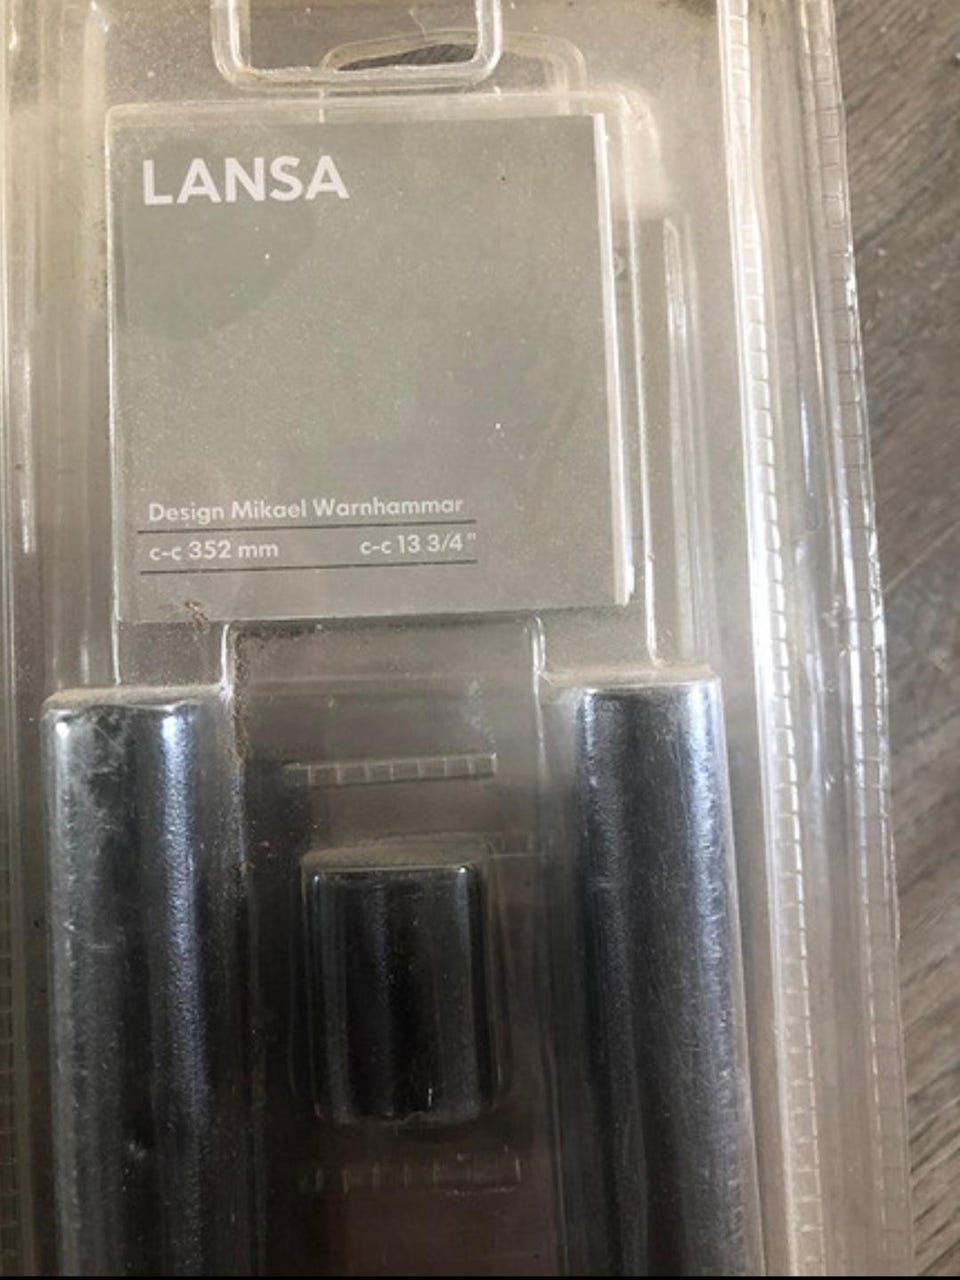 LANSA
Design Mikael Warnhammar
c-c 352 mm c-c 13 3/4"